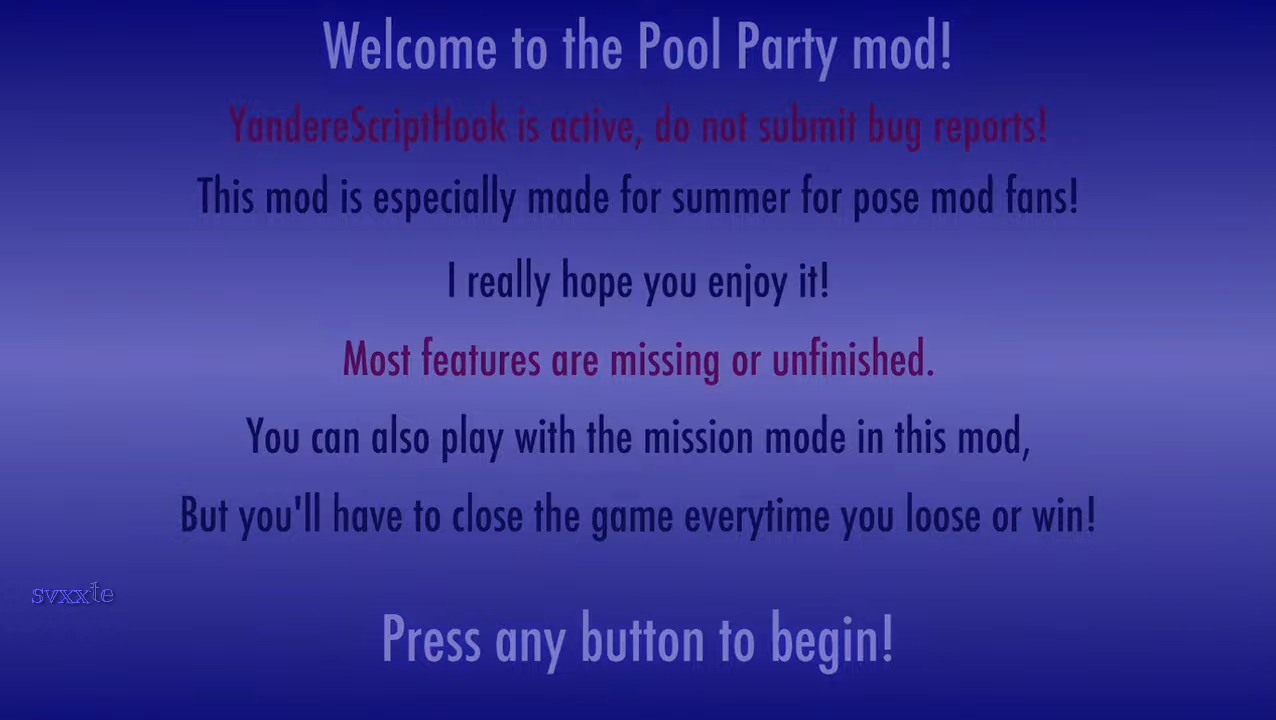 Welcome to the Pool Party mod!
YandereScriptHook is active, do not submit bug reports!
This mod is especially made for summer for pose mod fans!
I really hope you enjoy it!
Most features are missing or unfinished.
You can also play with the mission mode in this mod,
But you'll have to close the game everytime you loose or win!
svxxte
Press any button to begin!